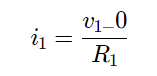 i₁ = (v₁₋0) / R₁